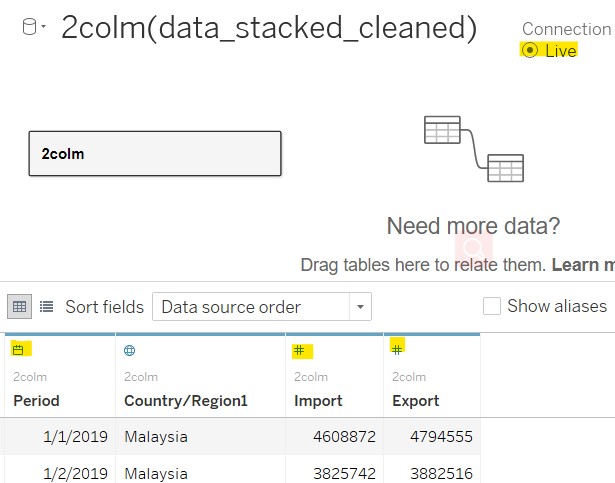 2colm(data_stacked_cleaned)
Connection
Live
2colm
Need more data?
Drag tables here to relate them. Learn m
Sort fields Data source order Show aliases
2colm 2colm 2colm 2colm
Period Country/Region1 Import Export
1/1/2019 Malaysia 4608872 4794555
1/2/2019 Malaysia 3825742 3882516